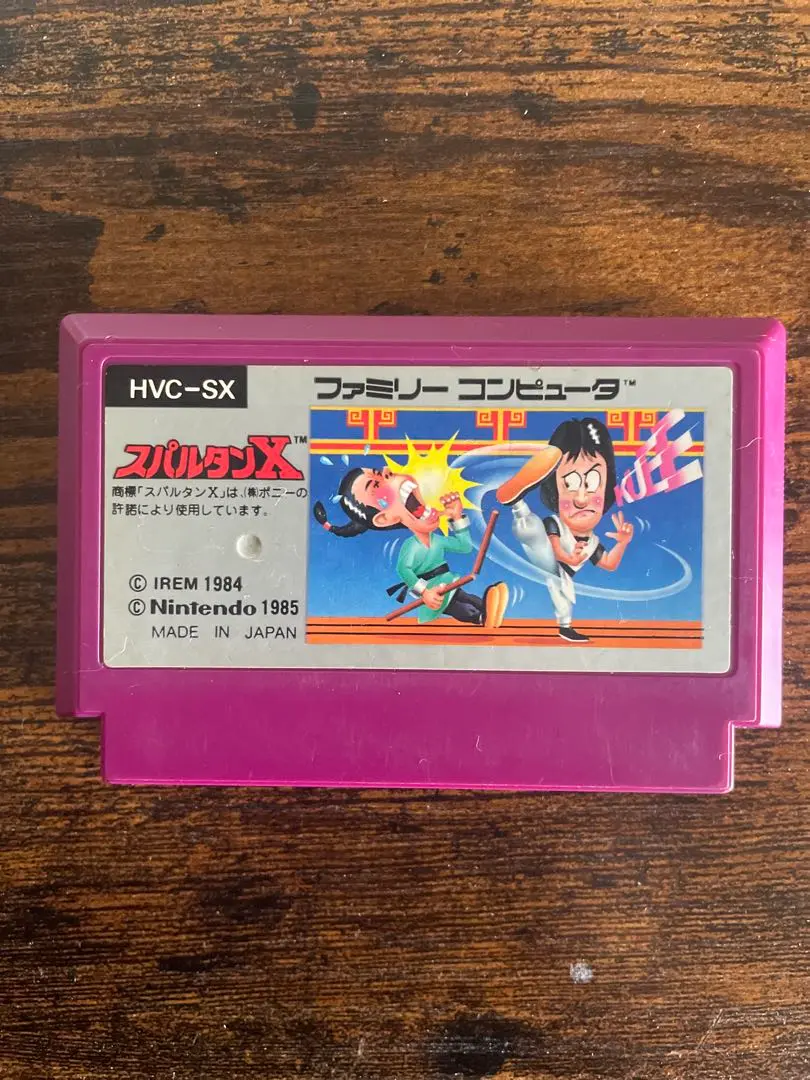 HVC-SX
ファミリー コンピュータ™
スパルタンX™
商標「スパルタンX」は、(株)ポニーの
許諾により使用しています。
© IREM 1984
© Nintendo 1985
MADE IN JAPAN